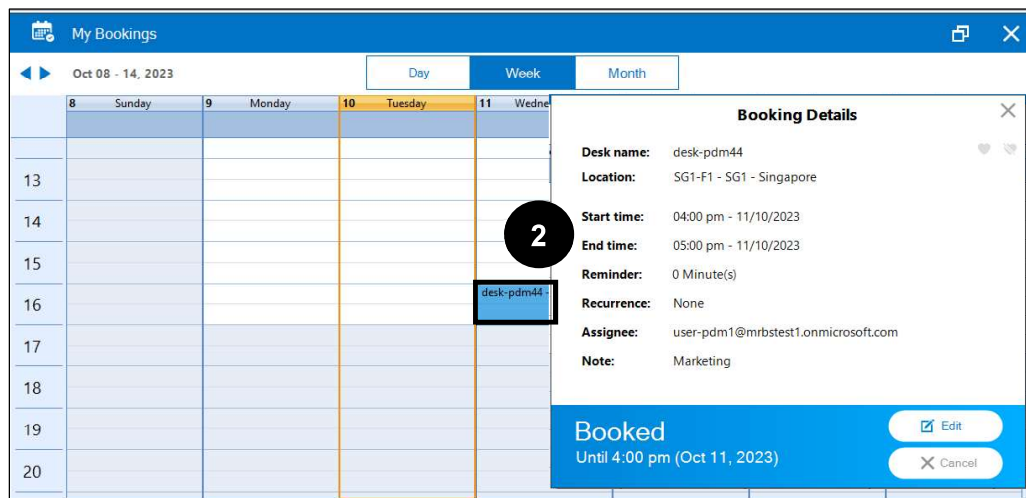 My Bookings
Oct 08 - 14, 2023
Day Week Month
8 Sunday 9 Monday 10 Tuesday 11 Wedne
Booking Details
Desk name: desk-pdm44
Location: SG1-F1 - SG1 - Singapore
Start time: 04:00 pm - 11/10/2023
End time: 05:00 pm - 11/10/2023
Reminder: 0 Minute(s)
Recurrence: None
Assignee: user-pdm1@mrbstest1.onmicrosoft.com
Note: Marketing
Booked
Until 4:00 pm (Oct 11, 2023)
Edit
Cancel
13
14
2
15
desk-pdm44 -
16
17
18
19
20